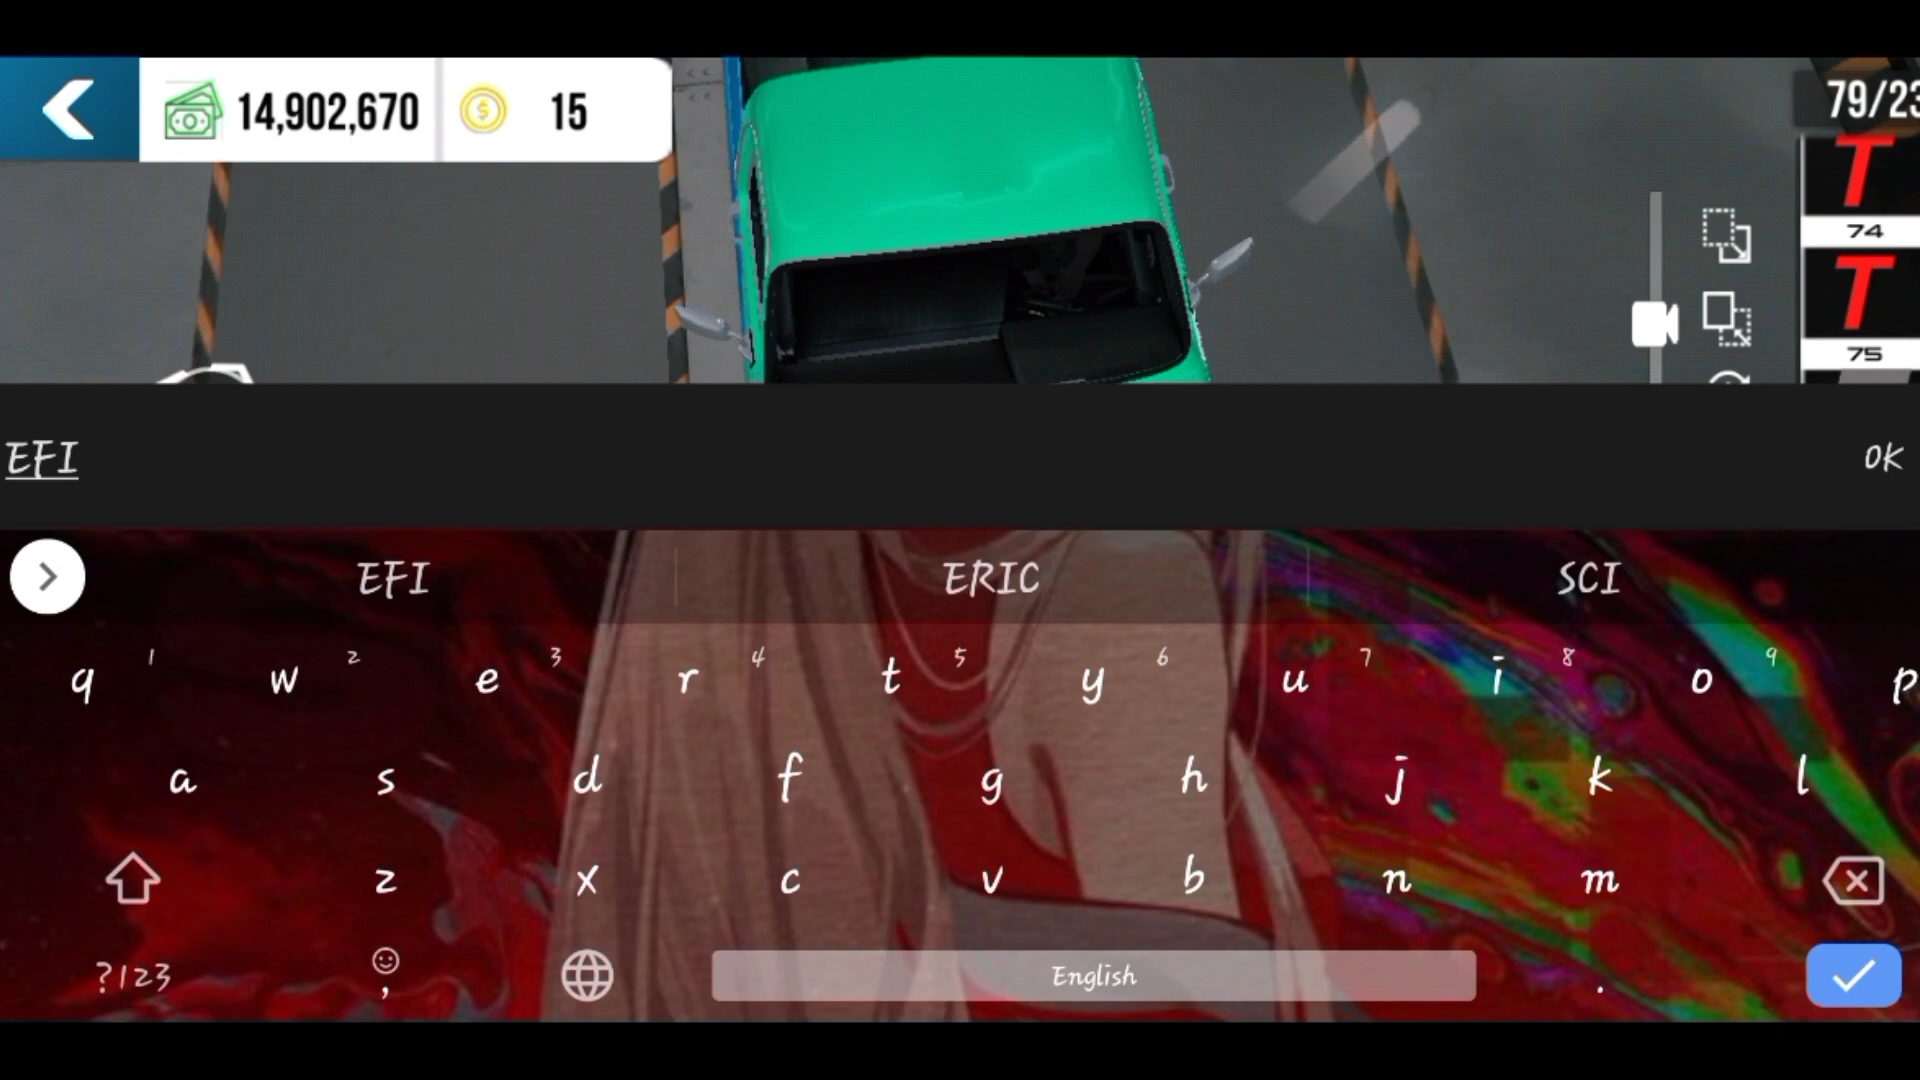 14,902,670 15
79/23
T
74
T
75
EFI
OK
EFI ERIC SCI
q 1 w 2 e 3 r 4 t 5 y 6 u 7 i 8 o 9 p
a s d f g h j k l
z x c v b n m
?123 , English .